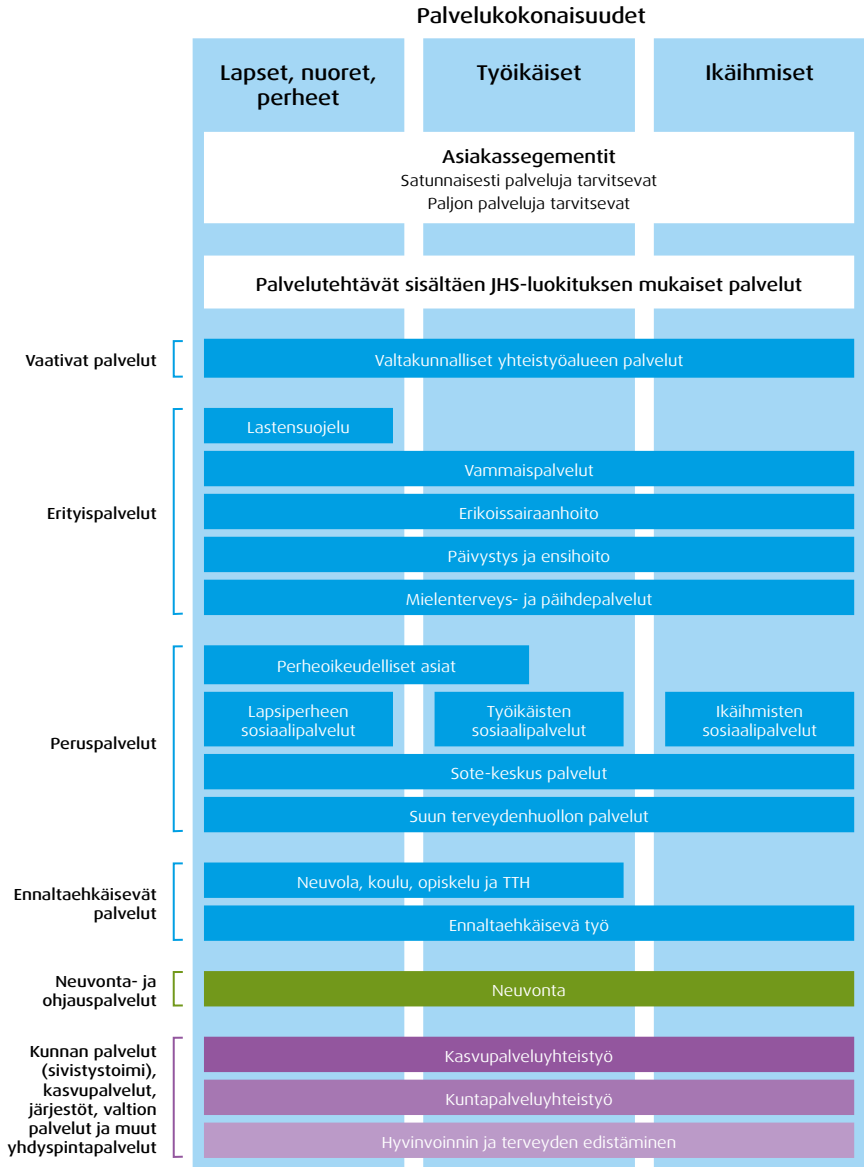 Palvelukokonaisuudet
Lapset, nuoret,
perheet
Työikäiset
Ikäihmiset
Asiakassegementit
Satunnaisesti palveluja tarvitsevat
Paljon palveluja tarvitsevat
Palvelutehtävät sisältäen JHS-luokituksen mukaiset palvelut
Vaativat palvelut
Valtakunnalliset yhteistyöalueen palvelut
Erityispalvelut
Lastensuojelu
Vammaispalvelut
Erikoissairaanhoito
Päivystys ja ensihoito
Mielenterveys- ja päihdepalvelut
Peruspalvelut
Perheoikeudelliset asiat
Lapsiperheen
sosiaalipalvelut
Työikäisten
sosiaalipalvelut
Ikäihmisten
sosiaalipalvelut
Sote-keskus palvelut
Suun terveydenhuollon palvelut
Ennaltaehkäisevät
palvelut
Neuvola, koulu, opiskelu ja TTH
Ennaltaehkäisevä työ
Neuvonta- ja
ohjauspalvelut
Neuvonta
Kunnan palvelut
(sivistystoimi),
kasvupalvelut,
järjestöt, valtion
palvelut ja muut
yhdyspintapalvelut
Kasvupalveluyhteistyö
Kuntapalveluyhteistyö
Hyvinvoinnin ja terveyden edistäminen